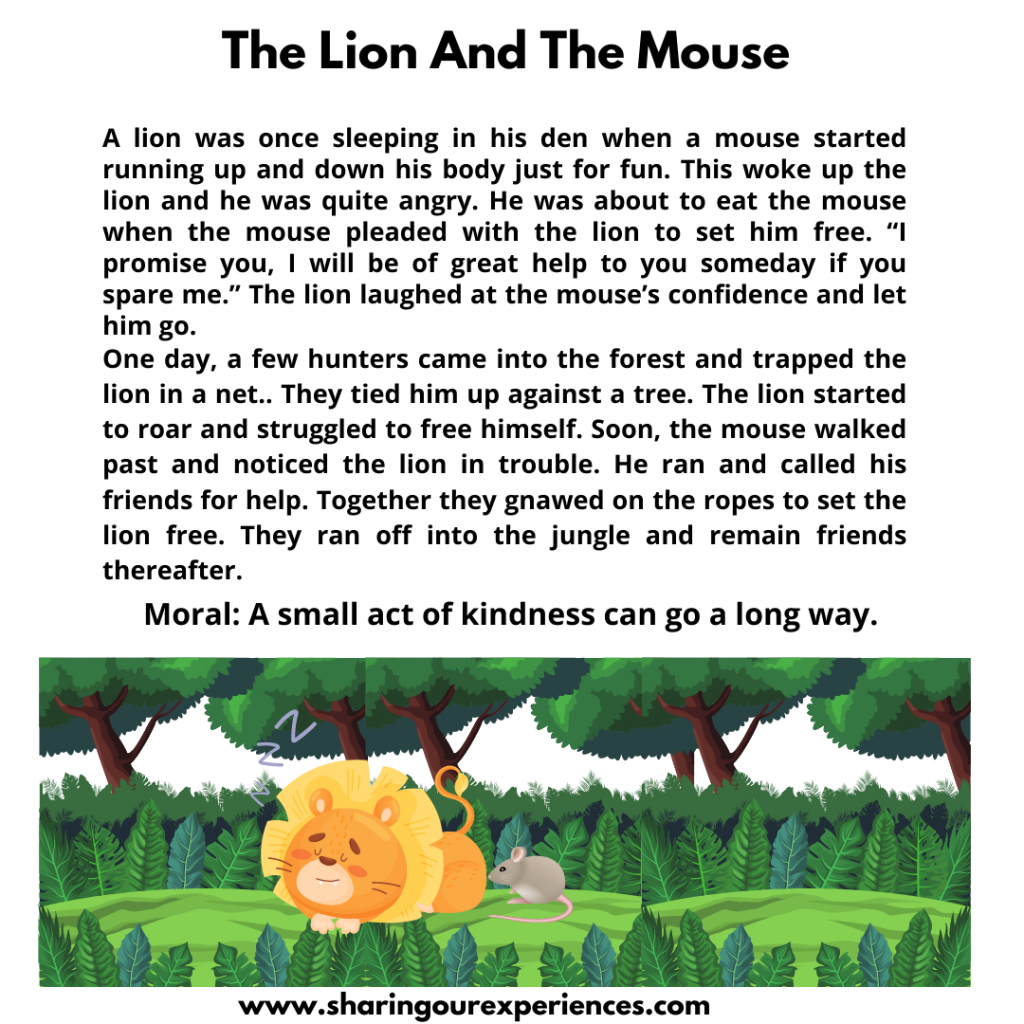 The Lion And The Mouse
A lion was once sleeping in his den when a mouse started
running up and down his body just for fun. This woke up the
lion and he was quite angry. He was about to eat the mouse
when the mouse pleaded with the lion to set him free. “I
promise you, I will be of great help to you someday if you
spare me.” The lion laughed at the mouse’s confidence and let
him go.
One day, a few hunters came into the forest and trapped the
lion in a net.. They tied him up against a tree. The lion started
to roar and struggled to free himself. Soon, the mouse walked
past and noticed the lion in trouble. He ran and called his
friends for help. Together they gnawed on the ropes to set the
lion free. They ran off into the jungle and remain friends
thereafter.
Moral: A small act of kindness can go a long way.
zzZ
www.sharingourexperiences.com